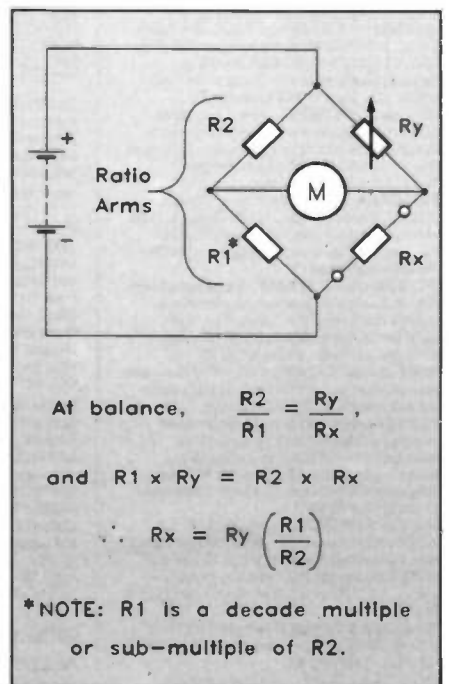 +
−
R2
Ry
Ratio
Arms
M
R1*
Rx
At balance, R2/R1 = Ry/Rx,
and R1 x Ry = R2 x Rx
∴ Rx = Ry (R1/R2)
*NOTE: R1 is a decade multiple
or sub-multiple of R2.